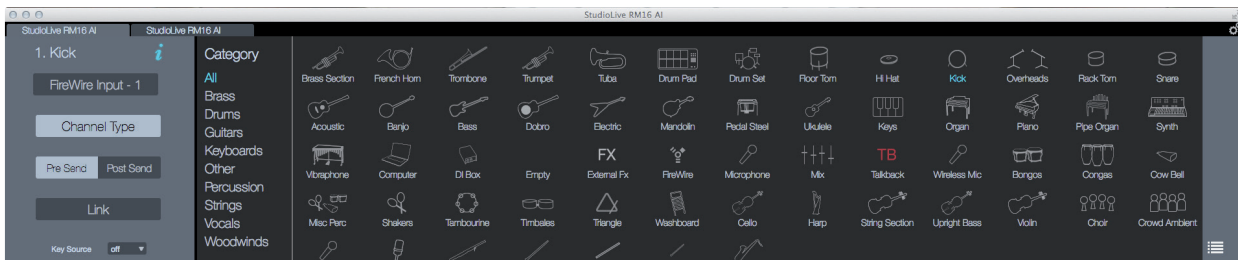 StudioLive RM16 AI
StudioLive RM16 AI StudioLive RM16 AI
1. Kick i
FireWire Input - 1
Channel Type
Pre Send Post Send
Link
Key Source off
Category
All
Brass
Drums
Guitars
Keyboards
Other
Percussion
Strings
Vocals
Woodwinds
Brass Section French Horn Trombone Trumpet Tuba Drum Pad Drum Set Floor Tom Hi Hat Kick Overheads Rack Tom Snare
Acoustic Banjo Bass Dobro Electric Mandolin Pedal Steel Ukulele Keys Organ Piano Pipe Organ Synth
FX TB
Vibraphone Computer DI Box Empty External Fx FireWire Microphone Mix Talkback Wireless Mic Bongos Congas Cow Bell
Misc Perc Shakers Tambourine Timbales Triangle Washboard Cello Harp String Section Upright Bass Violin Choir Crowd Ambient